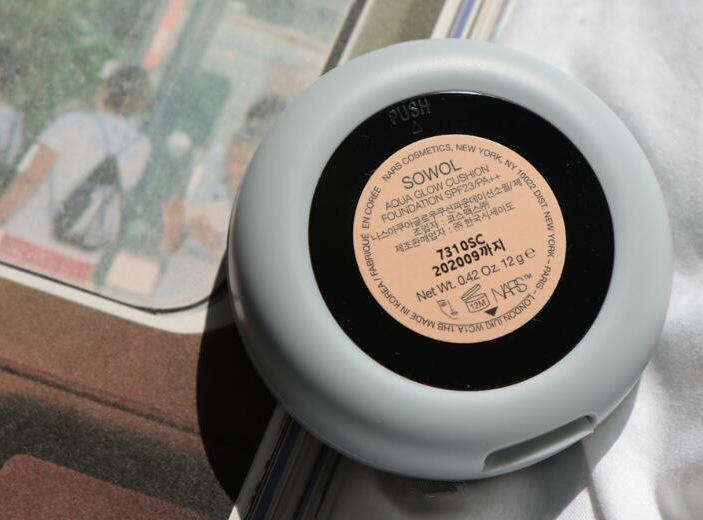 PUSH
NARS COSMETICS, NEW YORK, NY 10022 DIST. NEW YORK - PARIS - LONDON (UK) WC1A 1HB MADE IN KOREA / FABRIQUÉ EN CORÉE
SOWOL
AQUA GLOW CUSHION
FOUNDATION SPF23/PA++
나스아쿠아글로우쿠션파운데이션소월/제
조업자 : 코스맥스㈜
제조판매업자 : ㈜한국시세이도
7310SC
202009까지
Net Wt. 0.42 Oz. 12 g ℮
12M
NARS™